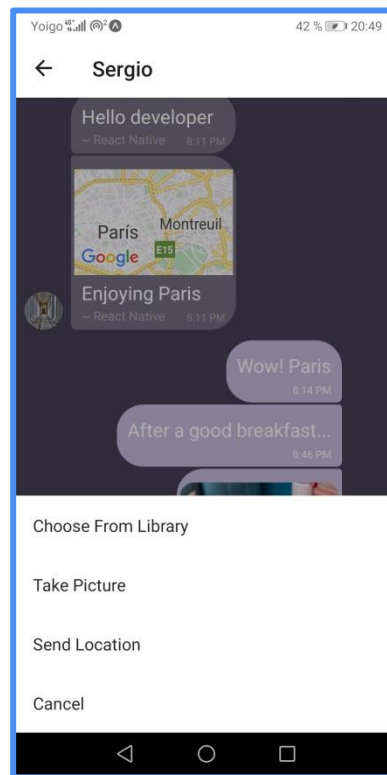 Yoigo 42 % 20:49
Sergio
Hello developer
~ React Native 8:11 PM
París
Montreuil
E15
Google
Enjoying Paris
~ React Native 8:11 PM
Wow! Paris
8:14 PM
After a good breakfast...
8:46 PM
Choose From Library
Take Picture
Send Location
Cancel